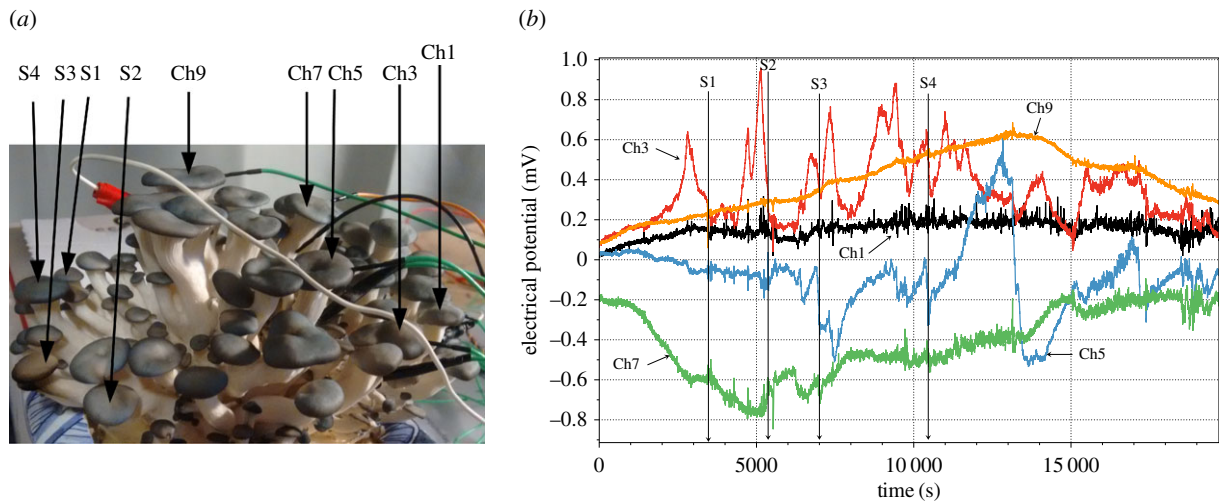 (a)
S4 S3 S1 S2 Ch9 Ch7 Ch5 Ch3 Ch1
(b)
electrical potential (mV)
1.0
0.8
0.6
0.4
0.2
0
–0.2
–0.4
–0.6
–0.8
S1
S2
S3
S4
Ch9
Ch3
Ch1
Ch7
Ch5
0 5000 10 000 15 000
time (s)